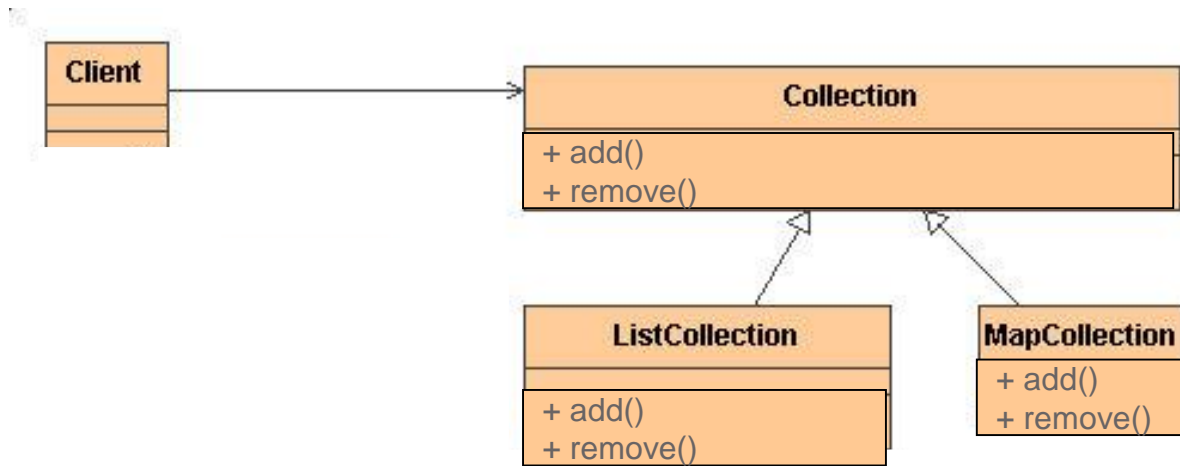 Client
Collection
+ add()
+ remove()
ListCollection
+ add()
+ remove()
MapCollection
+ add()
+ remove()